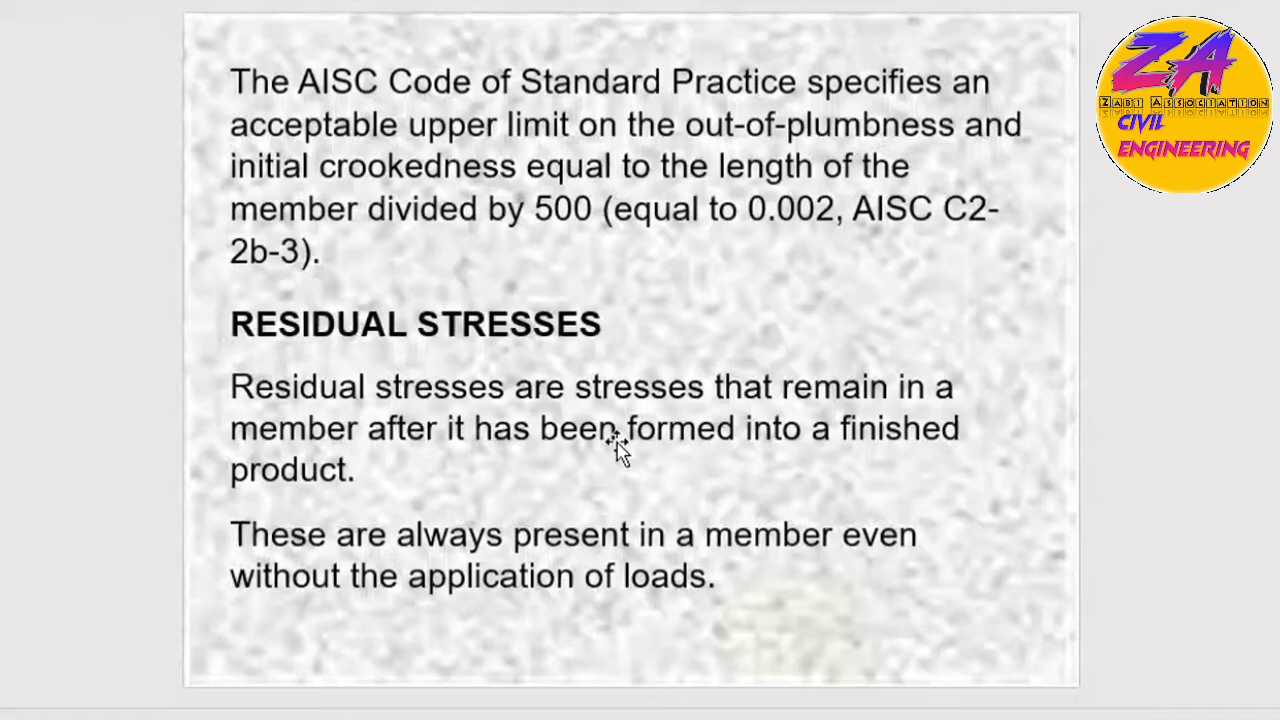 The AISC Code of Standard Practice specifies an
acceptable upper limit on the out-of-plumbness and
initial crookedness equal to the length of the
member divided by 500 (equal to 0.002, AISC C2-
2b-3).
RESIDUAL STRESSES
Residual stresses are stresses that remain in a
member after it has been formed into a finished
product.
These are always present in a member even
without the application of loads.
ZA
ZABI ASSOCIATION
CIVIL
ENGINEERING